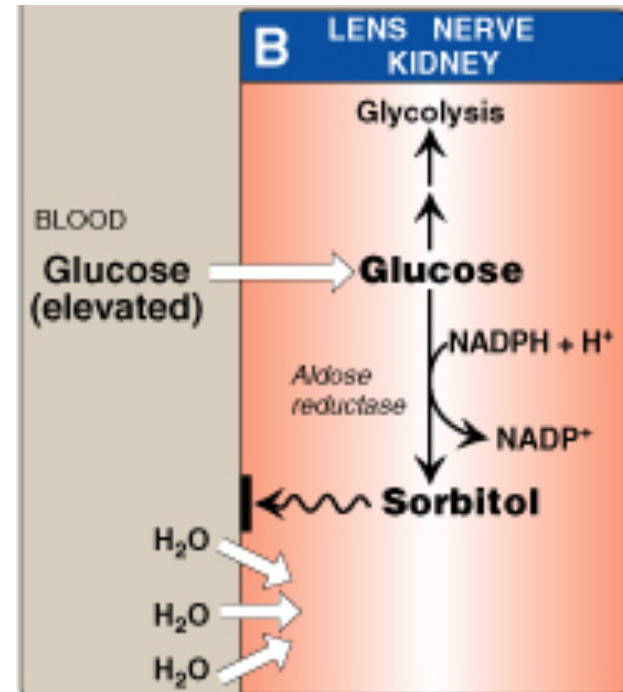 B
LENS NERVE
KIDNEY
Glycolysis
BLOOD
Glucose
(elevated)
Glucose
NADPH + H⁺
Aldose
reductase
NADP⁺
Sorbitol
H₂O
H₂O
H₂O